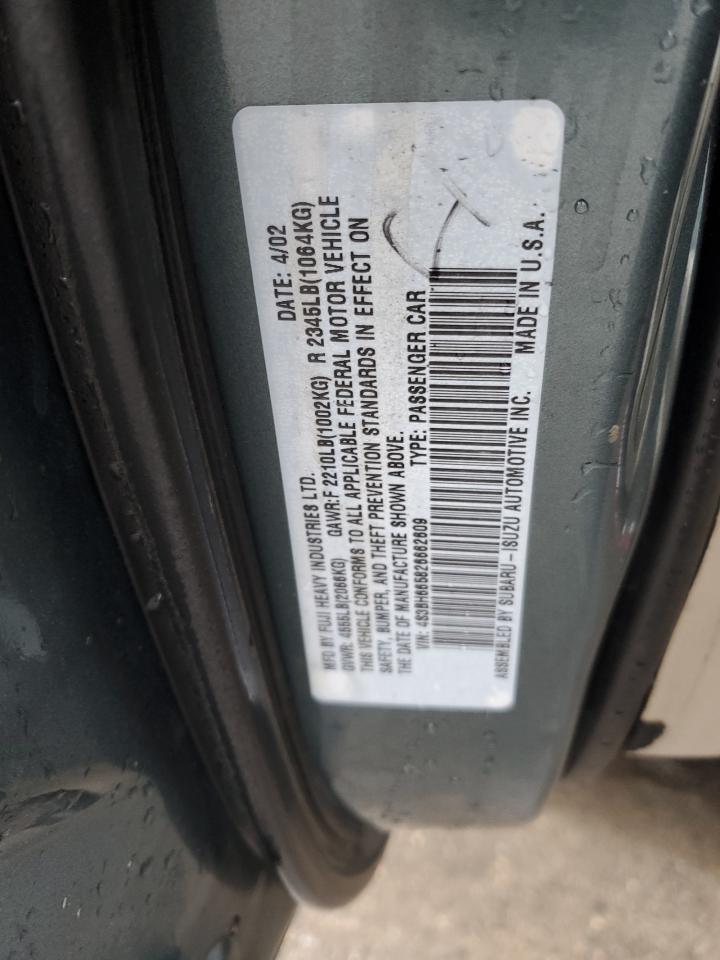 MFD BY FUJI HEAVY INDUSTRIES LTD. DATE: 4/02
GVWR: 4555LB(2066KG) GAWR:F 2210LB(1002KG) R 2345LB(1064KG)
THIS VEHICLE CONFORMS TO ALL APPLICABLE FEDERAL MOTOR VEHICLE
SAFETY, BUMPER, AND THEFT PREVENTION STANDARDS IN EFFECT ON
THE DATE OF MANUFACTURE SHOWN ABOVE.
VIN: 4S3BH665826662609 TYPE: PASSENGER CAR
ASSEMBLED BY SUBARU-ISUZU AUTOMOTIVE INC. MADE IN U.S.A.